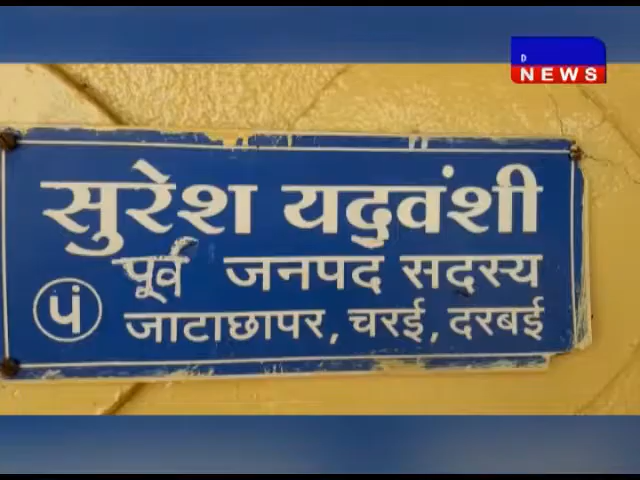 D
NEWS
सुरेश यदुवंशी
पूर्व जनपद सदस्य
पं
जाटाछापर, चरई, दरबई